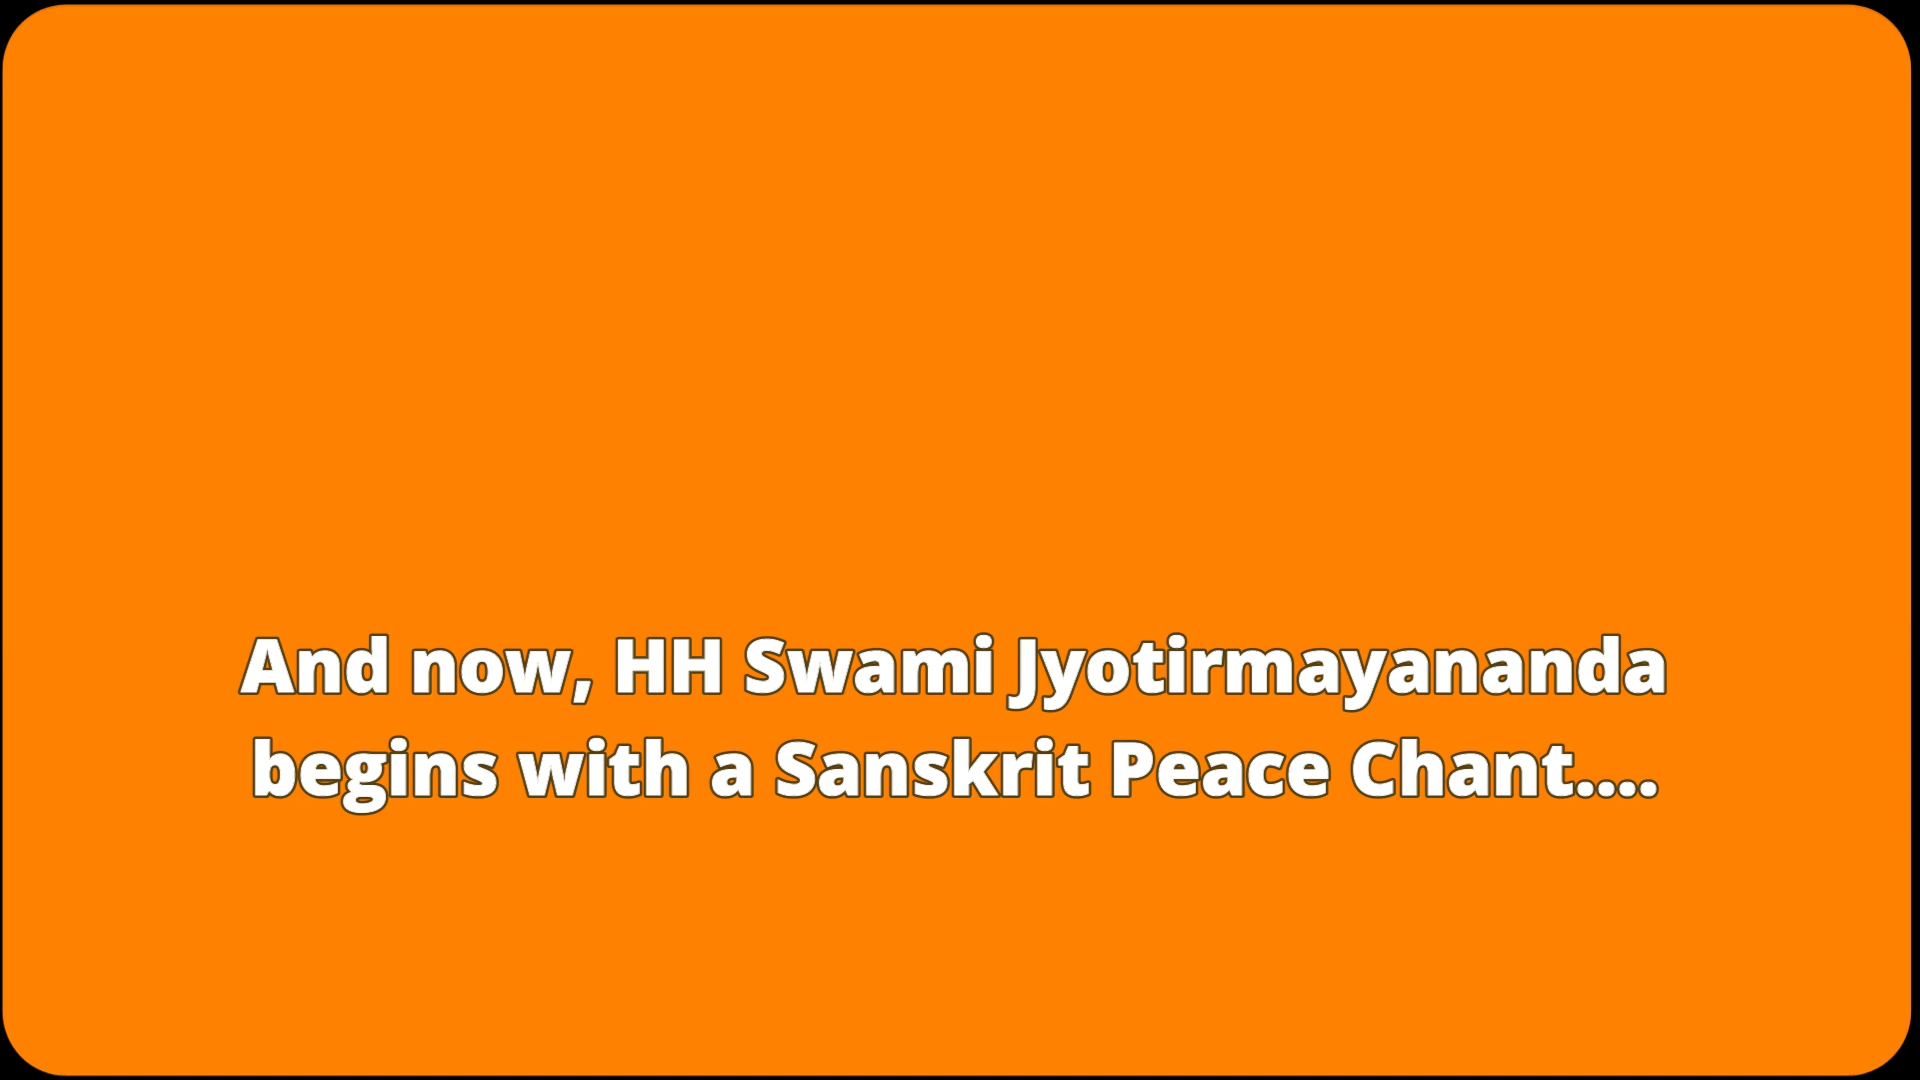 And now, HH Swami Jyotirmayananda
begins with a Sanskrit Peace Chant....